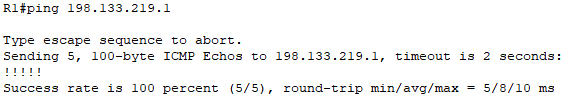 R1#ping 198.133.219.1
Type escape sequence to abort.
Sending 5, 100-byte ICMP Echos to 198.133.219.1, timeout is 2 seconds:
!!!!!
Success rate is 100 percent (5/5), round-trip min/avg/max = 5/8/10 ms